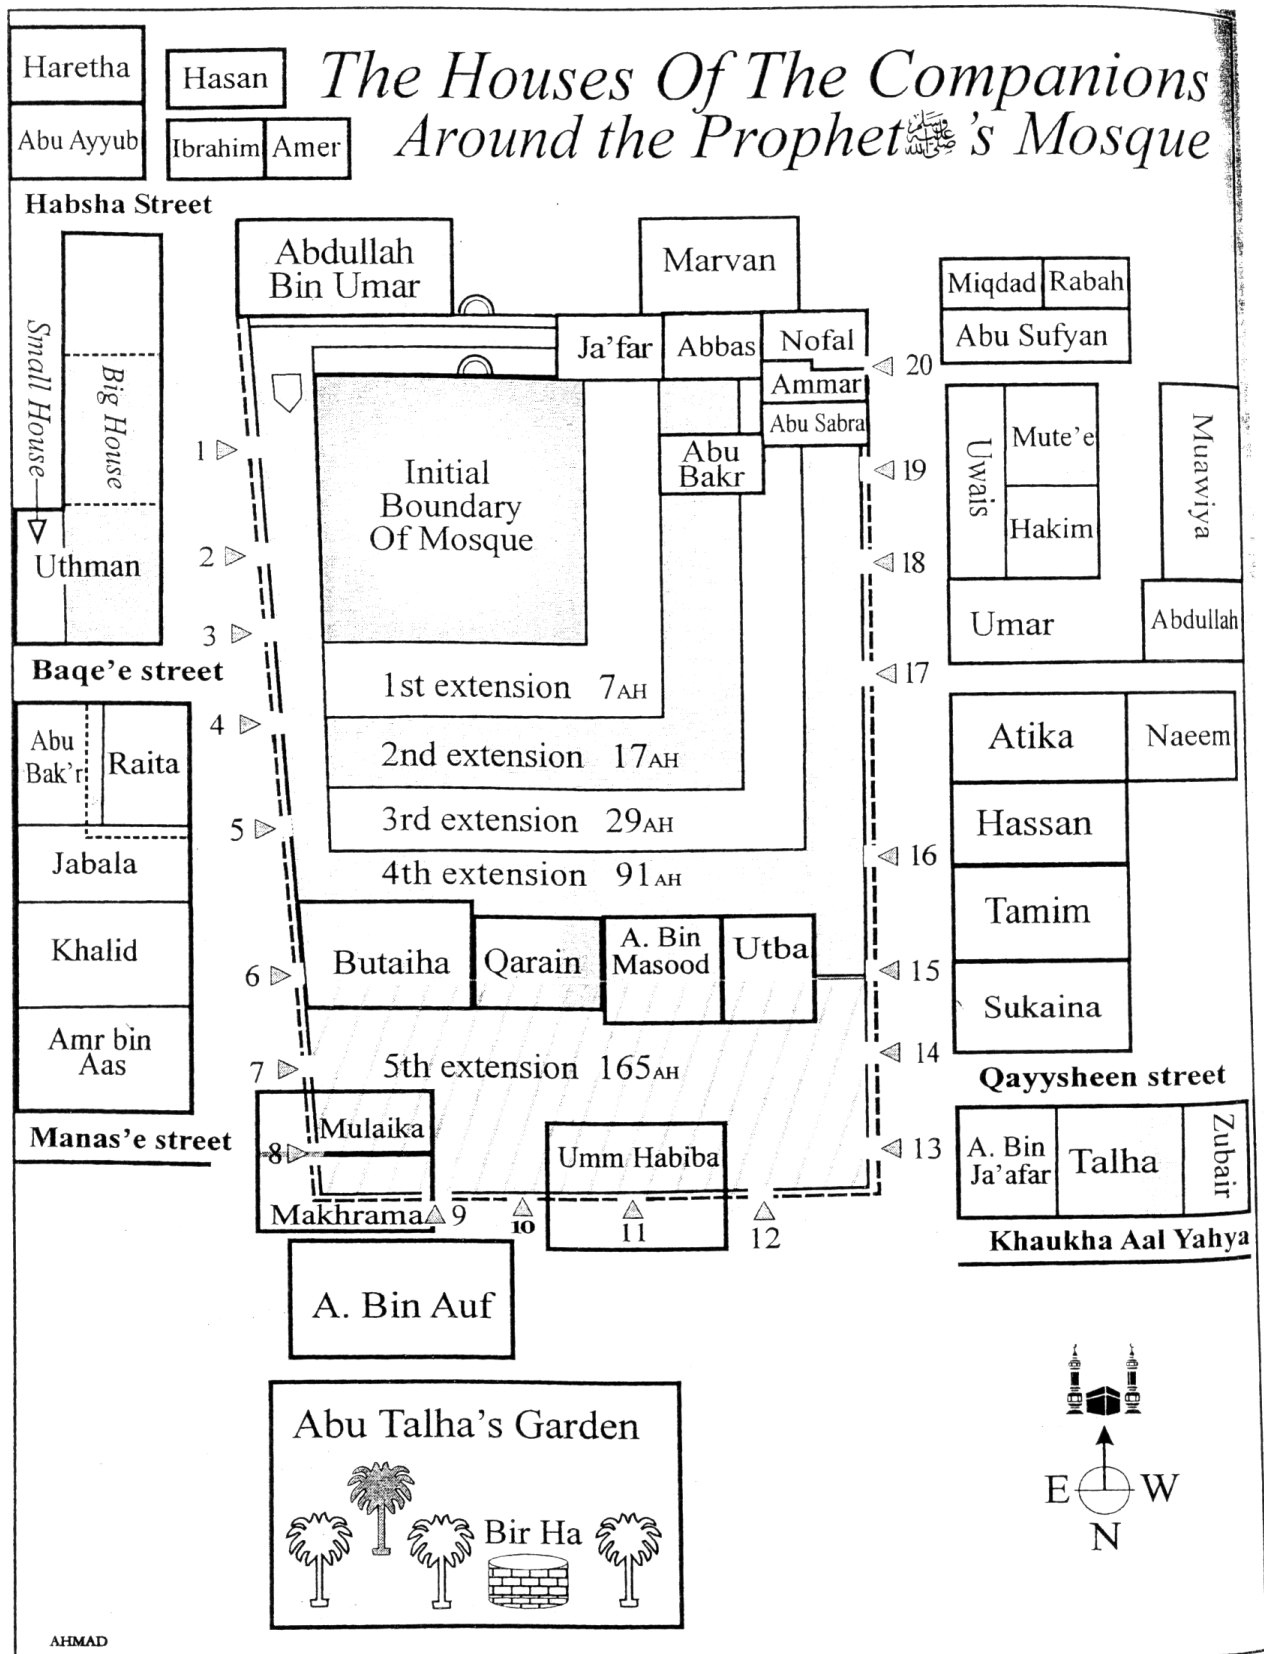 The Houses Of The Companions
Around the Prophet ﷺ 's Mosque
Haretha
Abu Ayyub
Hasan
Ibrahim
Amer
Habsha Street
Abdullah
Bin Umar
Marvan
Miqdad
Rabah
Abu Sufyan
Small House
Big House
Uthman
Ja'far
Abbas
Nofal
Ammar
Abu Sabra
Abu
Bakr
Initial
Boundary
Of Mosque
1
2
3
4
5
6
7
8
20
19
18
17
16
15
14
13
Uwais
Mute'e
Hakim
Muawiya
Umar
Abdullah
Baqe'e street
Abu
Bak'r
Raita
Jabala
Khalid
Amr bin
Aas
Manas'e street
1st extension 7AH
2nd extension 17AH
3rd extension 29AH
4th extension 91AH
Butaiha
Qarain
A. Bin
Masood
Utba
5th extension 165AH
Atika
Naeem
Hassan
Tamim
Sukaina
Qayysheen street
A. Bin
Ja'afar
Talha
Zubair
Khaukha Aal Yahya
Mulaika
Umm Habiba
Makhrama
9
10
11
12
A. Bin Auf
Abu Talha's Garden
Bir Ha
E
W
N
AHMAD